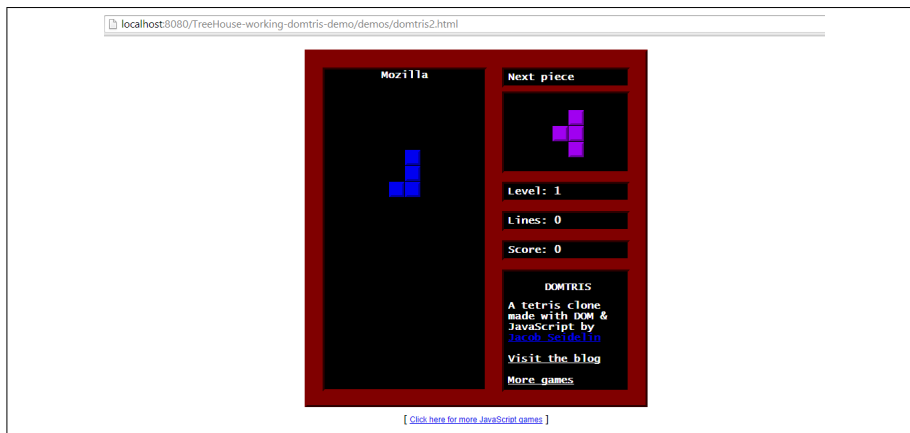 localhost:8080/TreeHouse-working-domtris-demo/demos/domtris2.html
Mozilla
Next piece
Level: 1
Lines: 0
Score: 0
DOMTRIS
A tetris clone
made with DOM &
JavaScript by
Jacob Seidelin
Visit the blog
More games
[ Click here for more JavaScript games ]